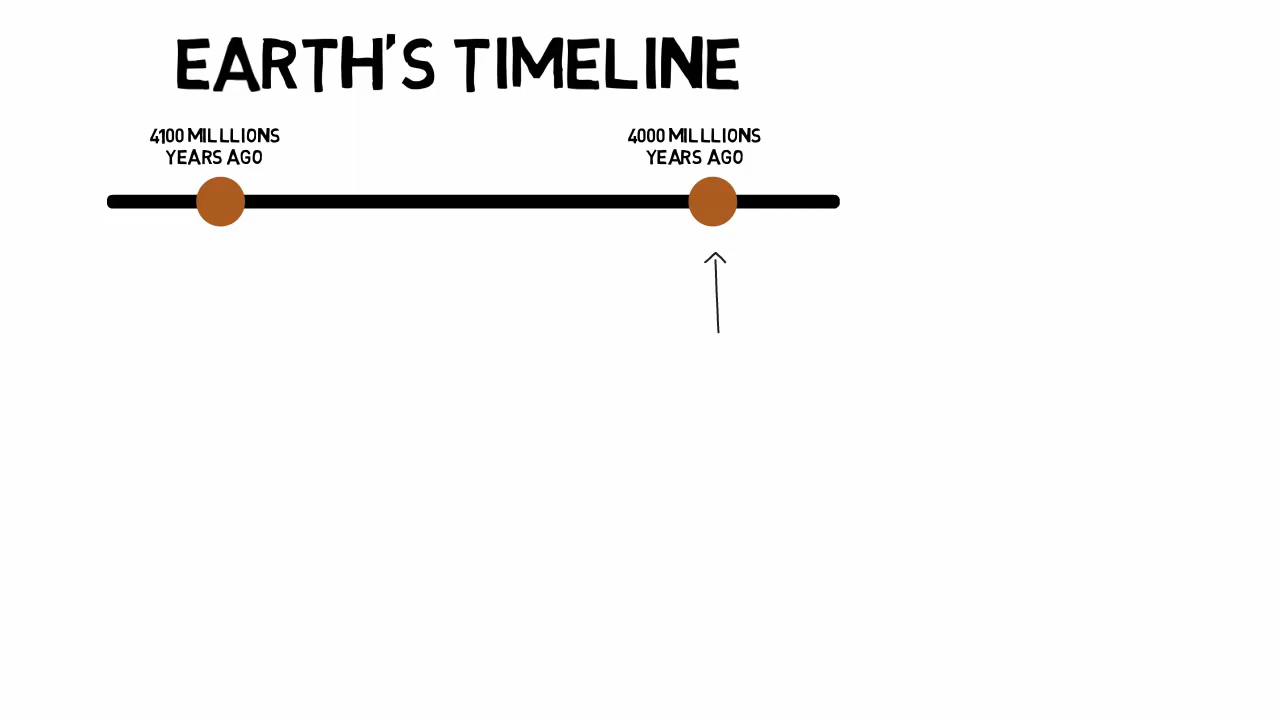 EARTH'S TIMELINE
4100 MILLLIONS
YEARS AGO
4000 MILLLIONS
YEARS AGO